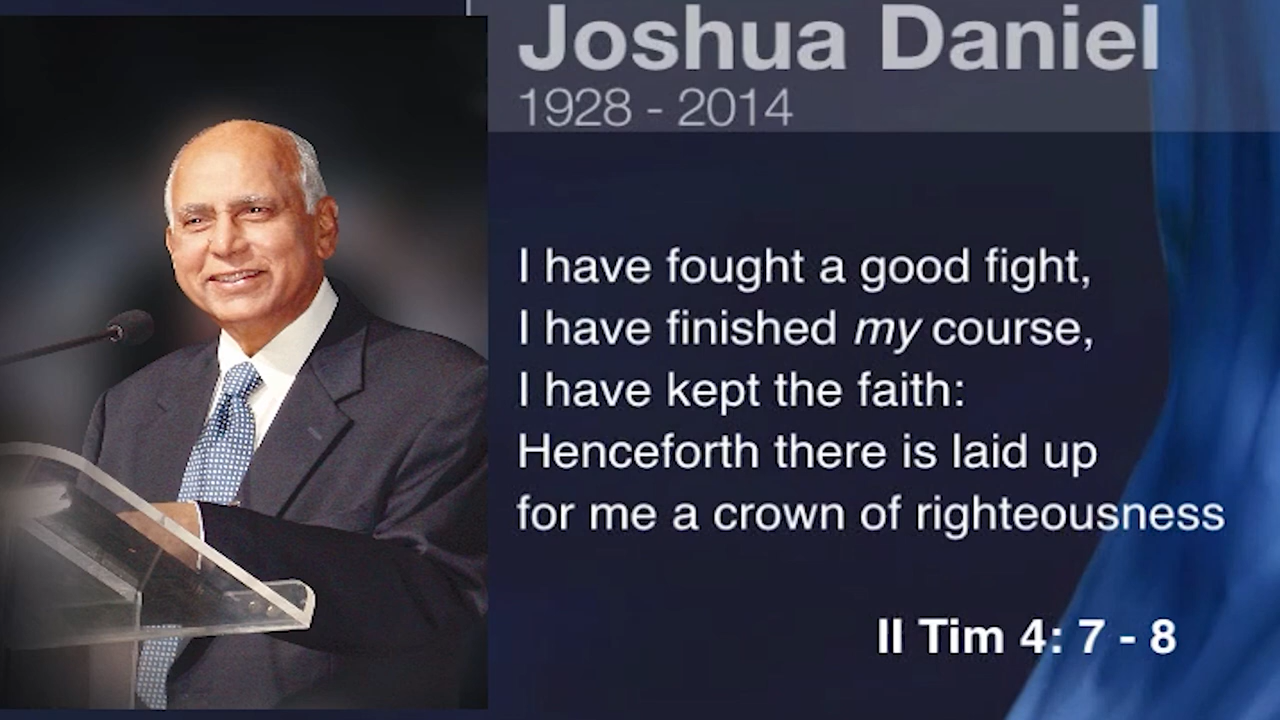 Joshua Daniel
1928 - 2014
I have fought a good fight,
I have finished my course,
I have kept the faith:
Henceforth there is laid up
for me a crown of righteousness
II Tim 4: 7 - 8